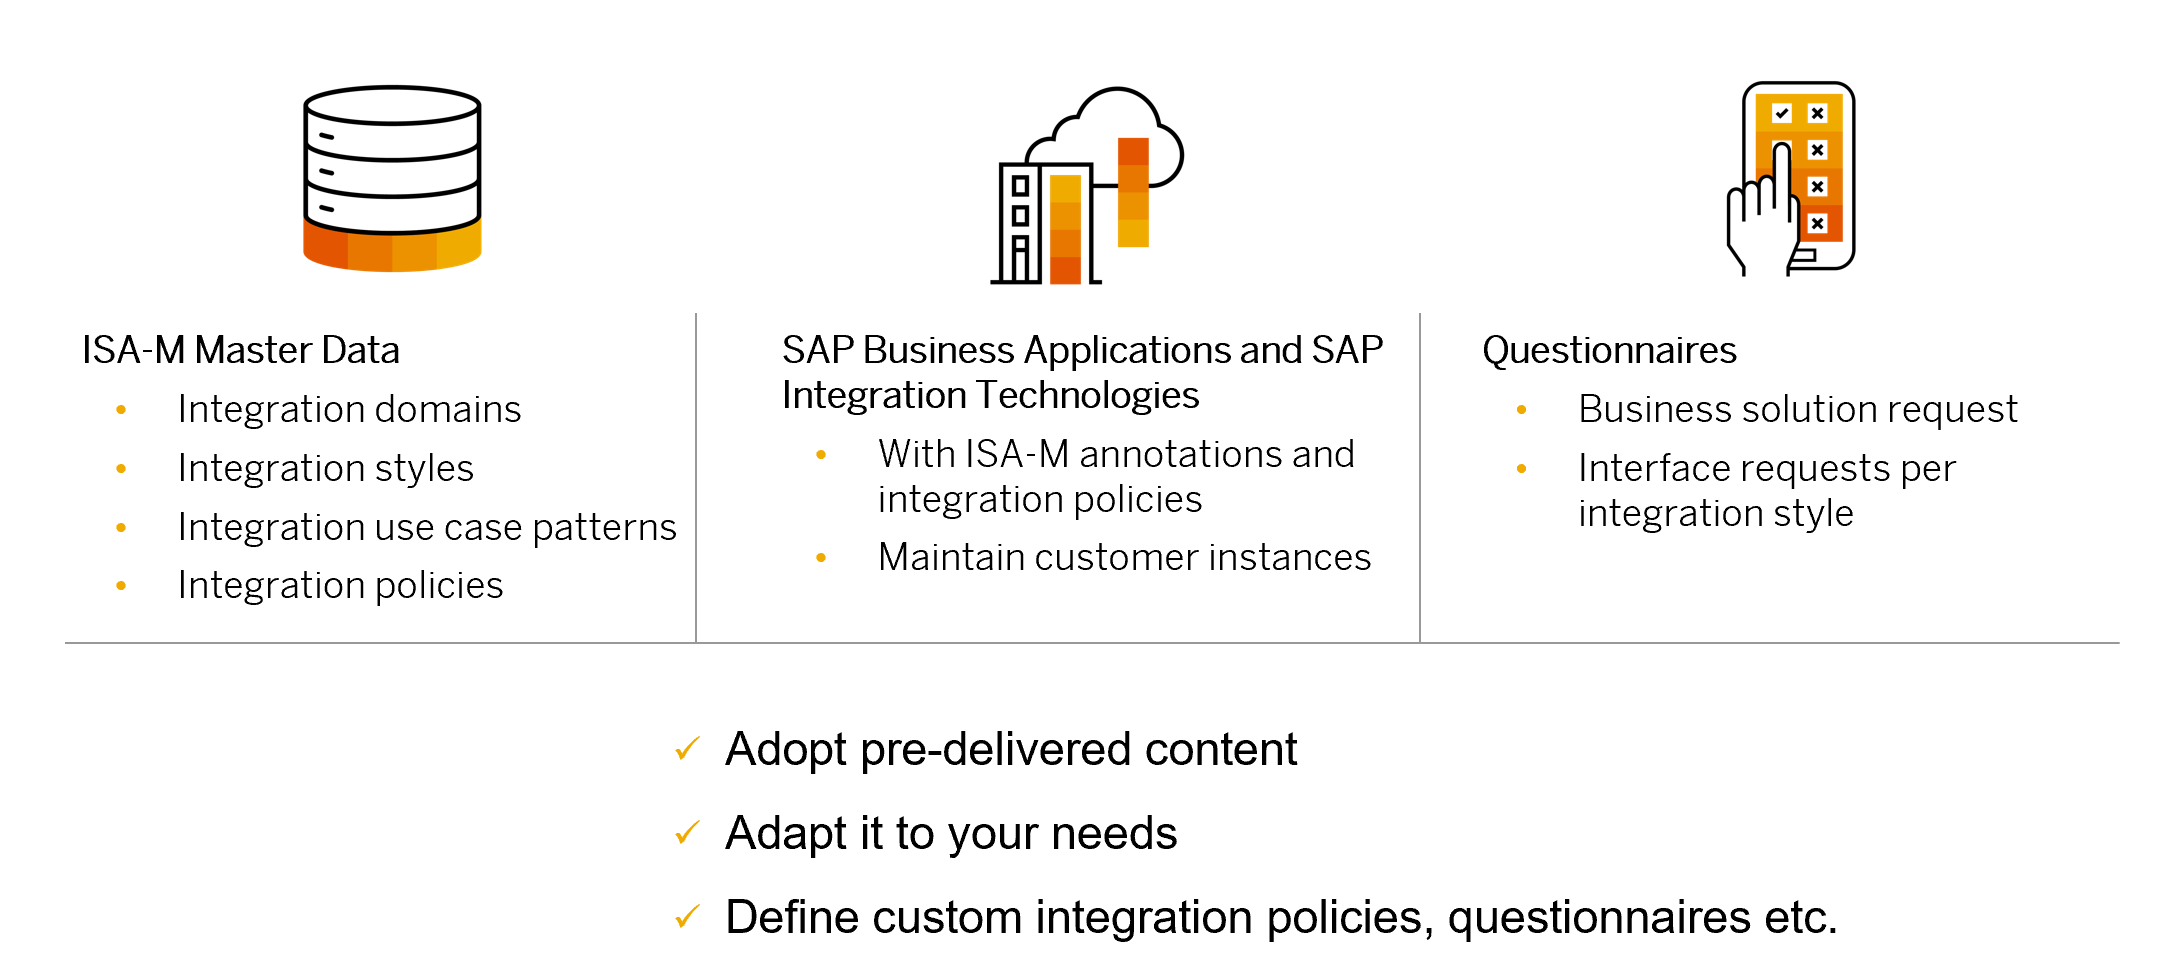 ISA-M Master Data
• Integration domains
• Integration styles
• Integration use case patterns
• Integration policies
SAP Business Applications and SAP
Integration Technologies
• With ISA-M annotations and
integration policies
• Maintain customer instances
Questionnaires
• Business solution request
• Interface requests per
integration style
✓ Adopt pre-delivered content
✓ Adapt it to your needs
✓ Define custom integration policies, questionnaires etc.